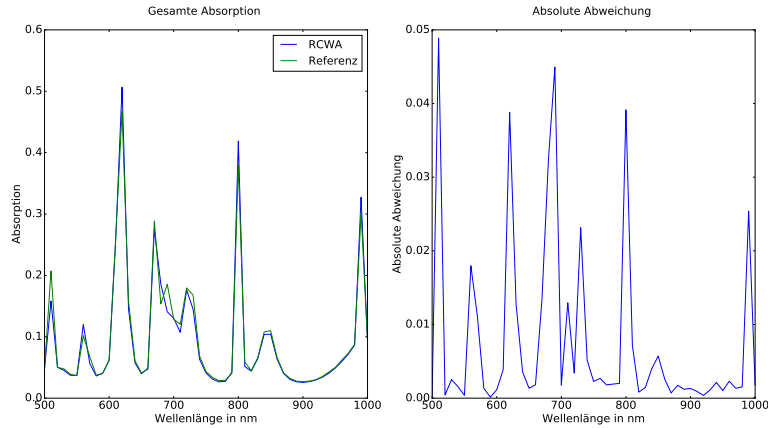 Gesamte Absorption
RCWA
Referenz
0.6
0.5
0.4
0.3
0.2
0.1
0.0
Absorption
500 600 700 800 900 1000
Wellenlänge in nm
Absolute Abweichung
0.05
0.04
0.03
0.02
0.01
0.00
Absolute Abweichung
500 600 700 800 900 1000
Wellenlänge in nm